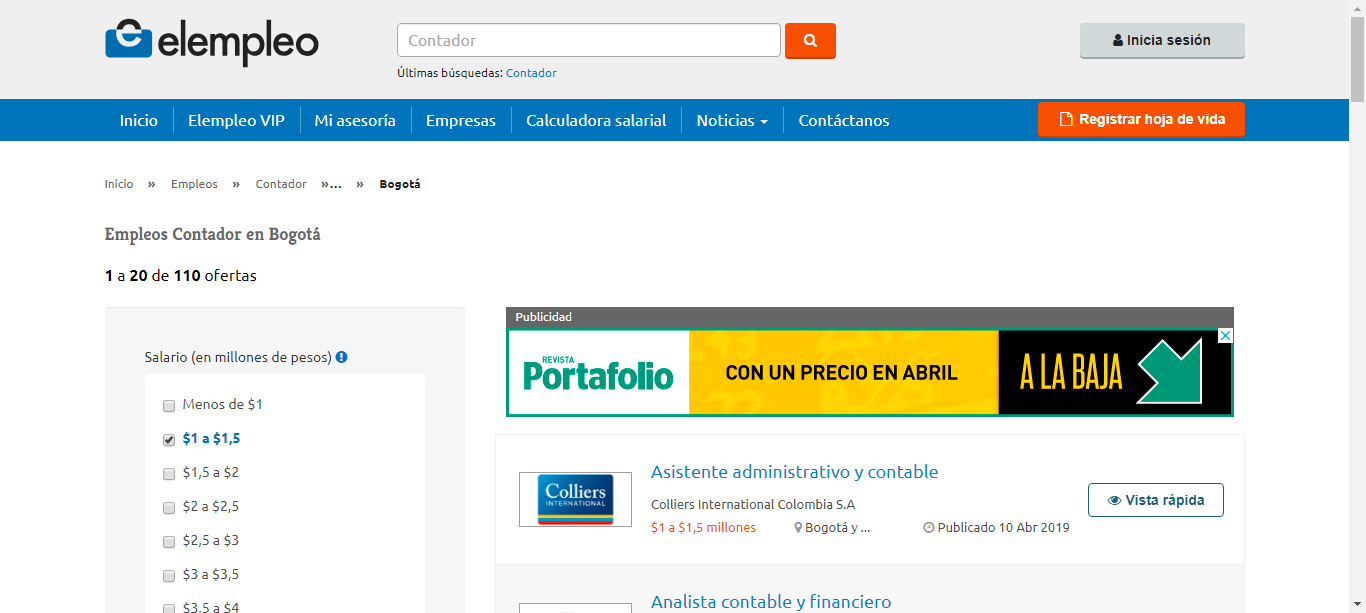 elempleo
Contador
Últimas búsquedas: Contador
Inicia sesión
Inicio
Elempleo VIP
Mi asesoría
Empresas
Calculadora salarial
Noticias
Contáctanos
Registrar hoja de vida
Inicio » Empleos » Contador »... » Bogotá
Empleos Contador en Bogotá
1 a 20 de 110 ofertas
Salario (en millones de pesos)
Menos de $1
$1 a $1,5
$1,5 a $2
$2 a $2,5
$2,5 a $3
$3 a $3,5
$3,5 a $4
Publicidad
REVISTA
Portafolio
CON UN PRECIO EN ABRIL
A LA BAJA
Colliers
INTERNATIONAL
Asistente administrativo y contable
Colliers International Colombia S.A
$1 a $1,5 millones
Bogotá y ...
Publicado 10 Abr 2019
Vista rápida
Analista contable y financiero